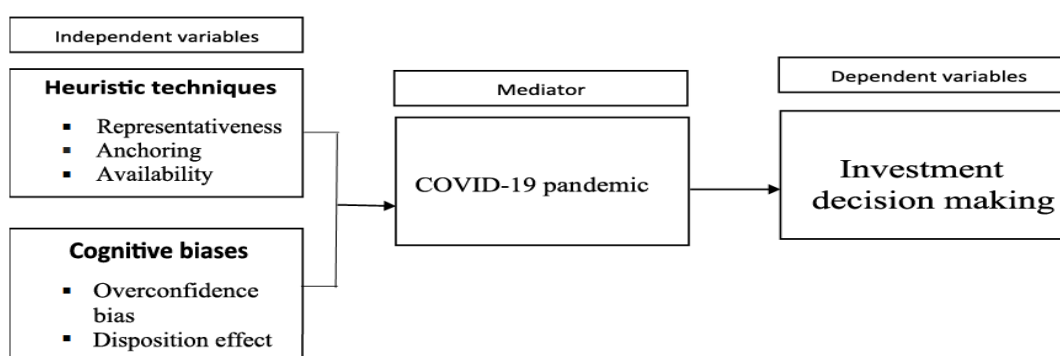 Independent variables
Heuristic techniques
▪ Representativeness
▪ Anchoring
▪ Availability
Cognitive biases
▪ Overconfidence
bias
▪ Disposition effect
Mediator
COVID-19 pandemic
Dependent variables
Investment
decision making